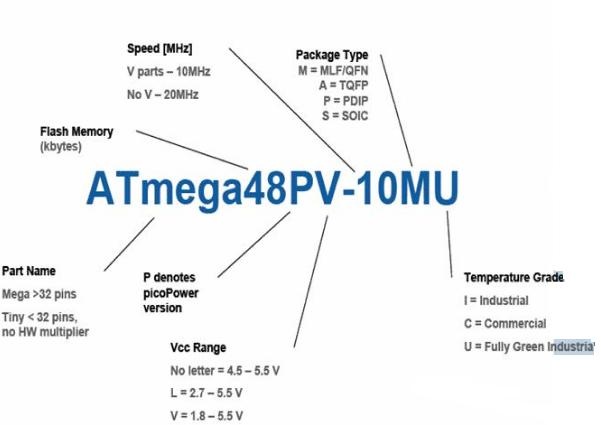 Speed [MHz]
V parts – 10MHz
No V – 20MHz
Package Type
M = MLF/QFN
A = TQFP
P = PDIP
S = SOIC
Flash Memory
(kbytes)
ATmega48PV-10MU
Part Name
Mega >32 pins
Tiny < 32 pins,
no HW multiplier
P denotes
picoPower
version
Vcc Range
No letter = 4.5 – 5.5 V
L = 2.7 – 5.5 V
V = 1.8 – 5.5 V
Temperature Grade
I = Industrial
C = Commercial
U = Fully Green Industrial